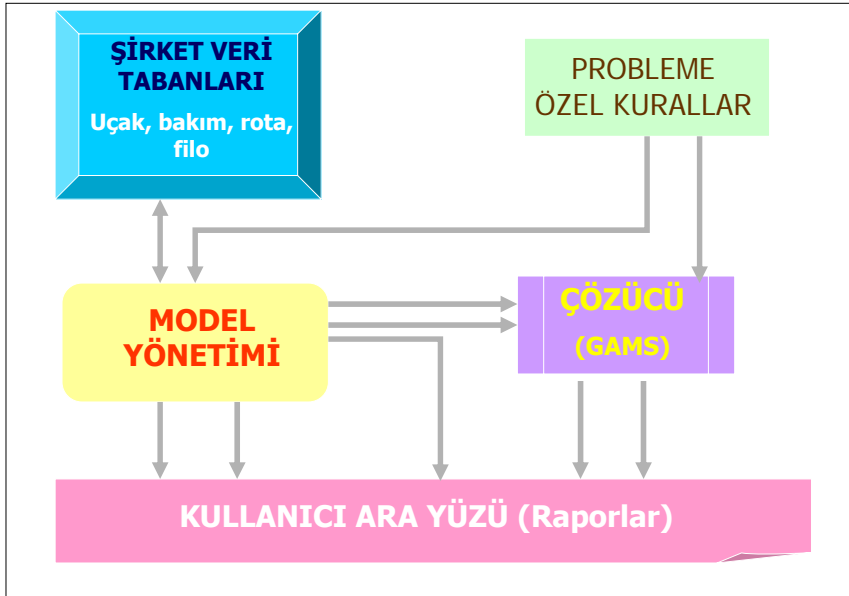 ŞİRKET VERİ
TABANLARI
Uçak, bakım, rota,
filo
PROBLEME
ÖZEL KURALLAR
MODEL
YÖNETİMİ
ÇÖZÜCÜ
(GAMS)
KULLANICI ARA YÜZÜ (Raporlar)